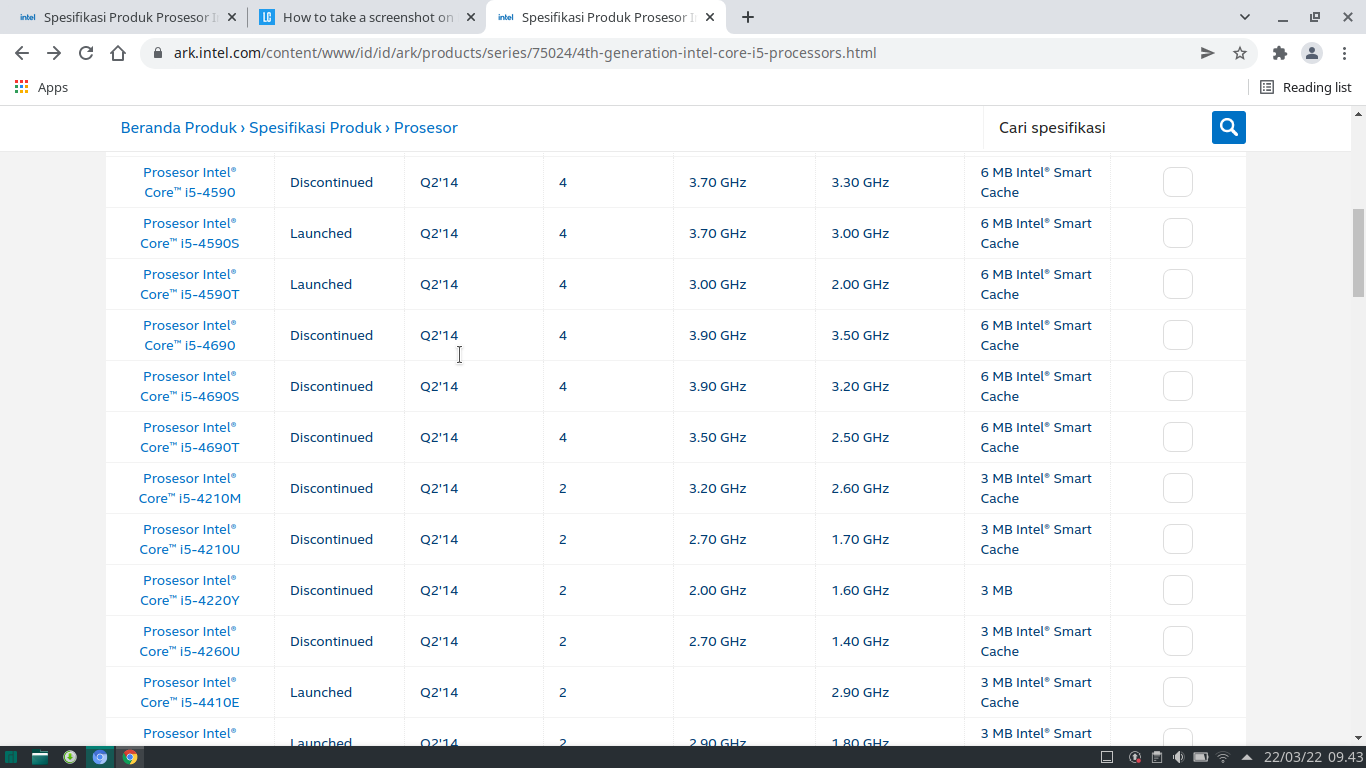 intel Spesifikasi Produk Prosesor I
LG How to take a screenshot on
intel Spesifikasi Produk Prosesor I
ark.intel.com/content/www/id/id/ark/products/series/75024/4th-generation-intel-core-i5-processors.html
Apps
Reading list
Beranda Produk › Spesifikasi Produk › Prosesor
Cari spesifikasi
Prosesor Intel®
Core™ i5-4590
Discontinued
Q2'14
4
3.70 GHz
3.30 GHz
6 MB Intel® Smart
Cache
Prosesor Intel®
Core™ i5-4590S
Launched
Q2'14
4
3.70 GHz
3.00 GHz
6 MB Intel® Smart
Cache
Prosesor Intel®
Core™ i5-4590T
Launched
Q2'14
4
3.00 GHz
2.00 GHz
6 MB Intel® Smart
Cache
Prosesor Intel®
Core™ i5-4690
Discontinued
Q2'14
4
3.90 GHz
3.50 GHz
6 MB Intel® Smart
Cache
Prosesor Intel®
Core™ i5-4690S
Discontinued
Q2'14
4
3.90 GHz
3.20 GHz
6 MB Intel® Smart
Cache
Prosesor Intel®
Core™ i5-4690T
Discontinued
Q2'14
4
3.50 GHz
2.50 GHz
6 MB Intel® Smart
Cache
Prosesor Intel®
Core™ i5-4210M
Discontinued
Q2'14
2
3.20 GHz
2.60 GHz
3 MB Intel® Smart
Cache
Prosesor Intel®
Core™ i5-4210U
Discontinued
Q2'14
2
2.70 GHz
1.70 GHz
3 MB Intel® Smart
Cache
Prosesor Intel®
Core™ i5-4220Y
Discontinued
Q2'14
2
2.00 GHz
1.60 GHz
3 MB
Prosesor Intel®
Core™ i5-4260U
Discontinued
Q2'14
2
2.70 GHz
1.40 GHz
3 MB Intel® Smart
Cache
Prosesor Intel®
Core™ i5-4410E
Launched
Q2'14
2
2.90 GHz
3 MB Intel® Smart
Cache
Prosesor Intel®
Launched
Q2'14
2
2.90 GHz
1.80 GHz
3 MB Intel® Smart
22/03/22 09.43